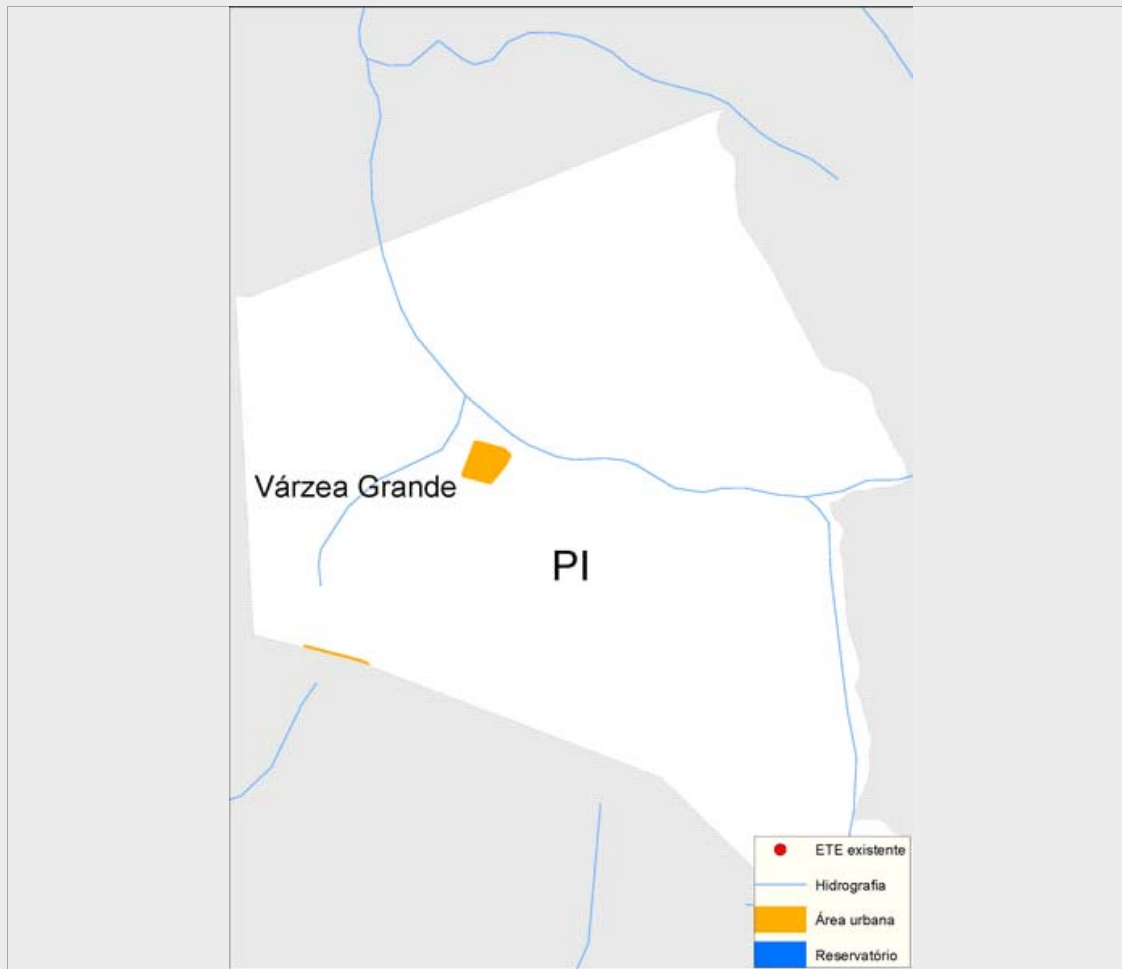 Várzea Grande
PI
ETE existente
Hidrografia
Área urbana
Reservatório